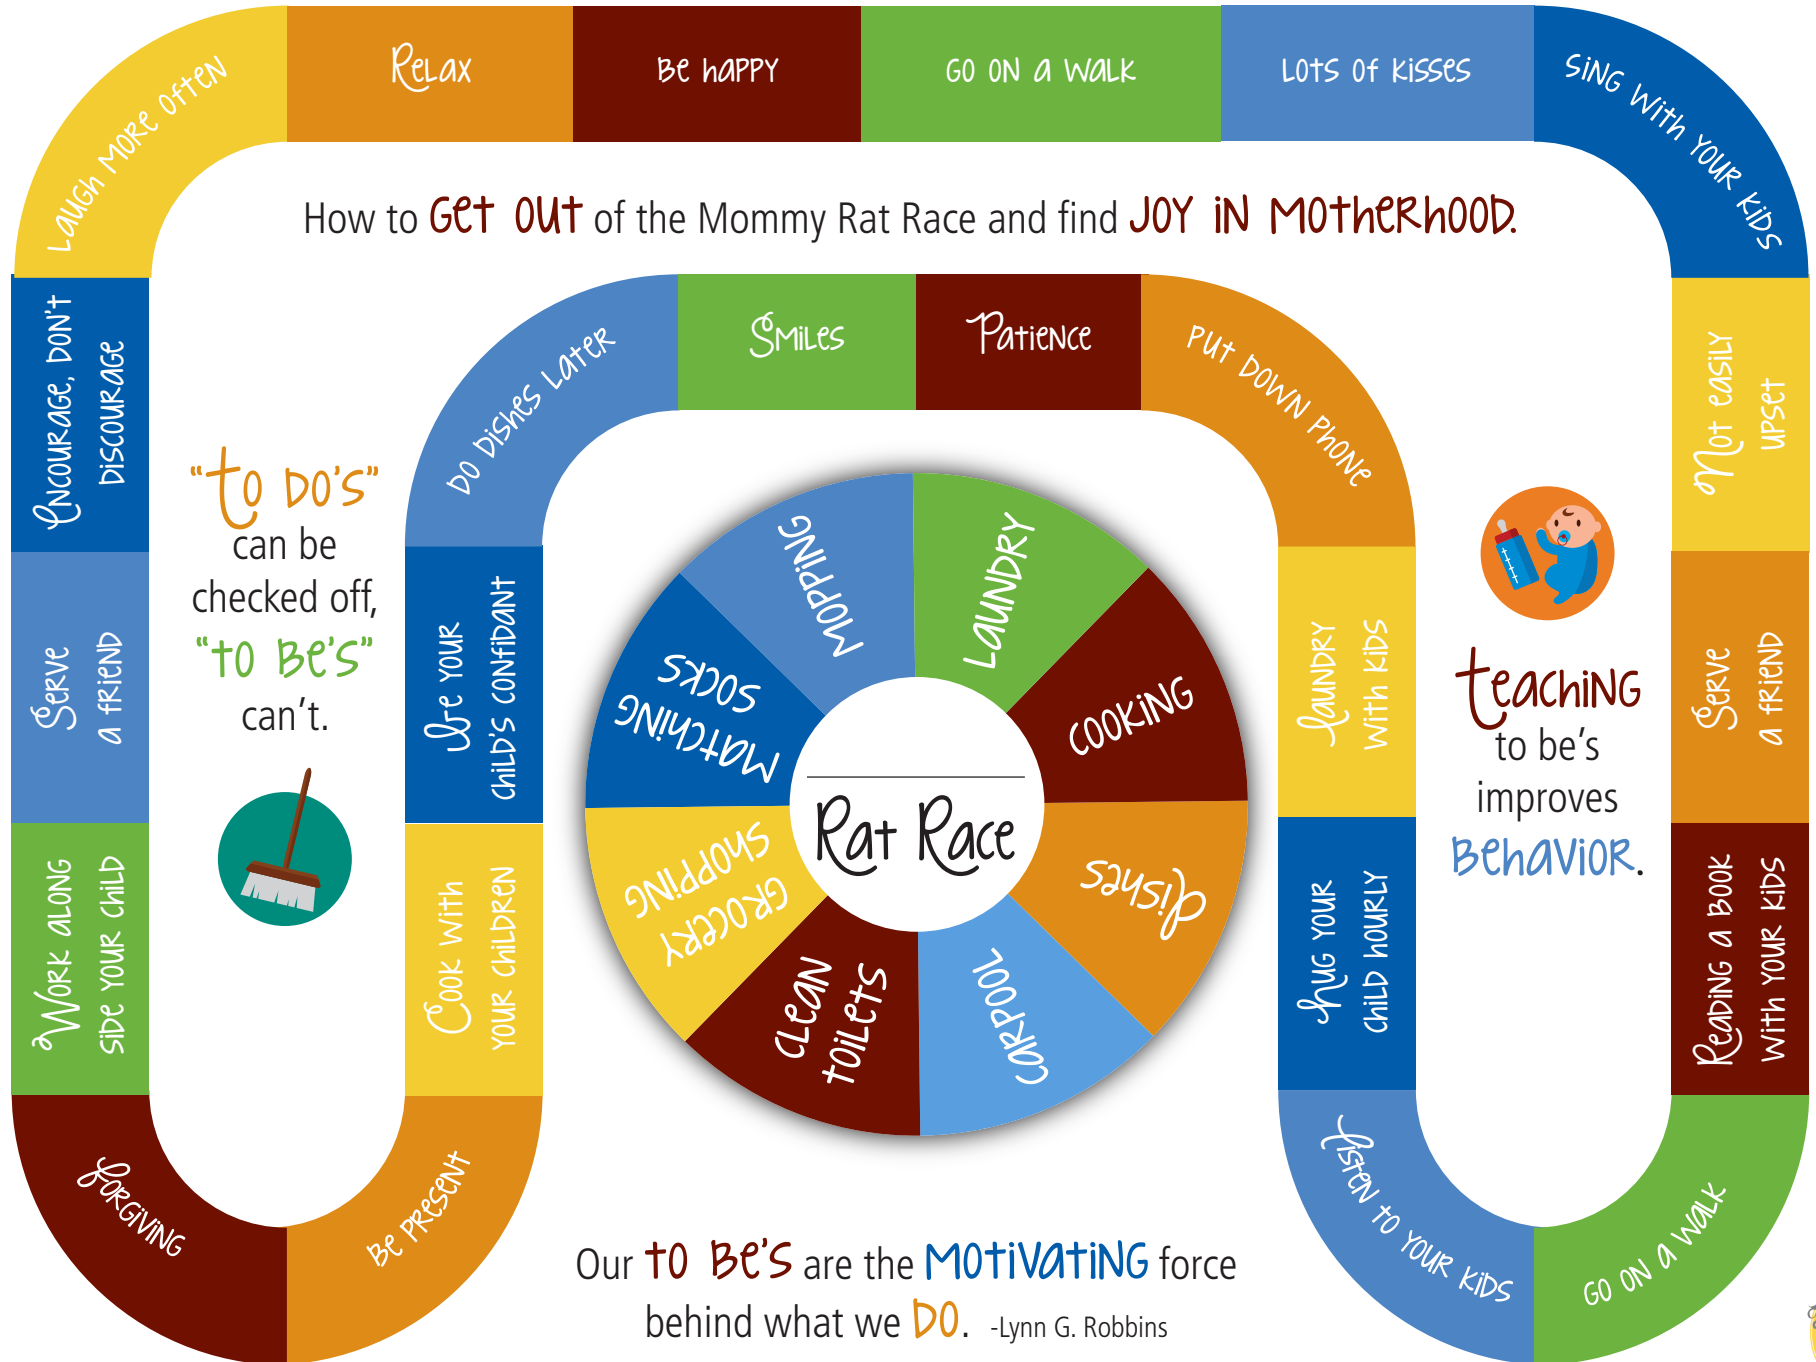 Laugh more often
Relax
Be happy
Go on a walk
Lots of kisses
Sing with your kids
How to Get out of the Mommy Rat Race and find Joy in Motherhood.
Not easily
upset
Serve
a friend
Reading a book
with your kids
Go on a walk
Listen to your kids
Hug your
child hourly
Laundry
with kids
Put down phone
Patience
Smiles
Do dishes later
Be your
child's confidant
Cook with
your children
Be present
Forgiving
Work along
side your child
Serve
a friend
Encourage, don't
discourage
"To Do's"
can be
checked off,
"To Be's"
can't.
Laundry
Cooking
Dishes
Carpool
Clean
toilets
Grocery
shopping
Matching
socks
Mopping
Rat Race
Teaching
to be's
improves
Behavior.
Our To Be's are the Motivating force
behind what we Do. -Lynn G. Robbins